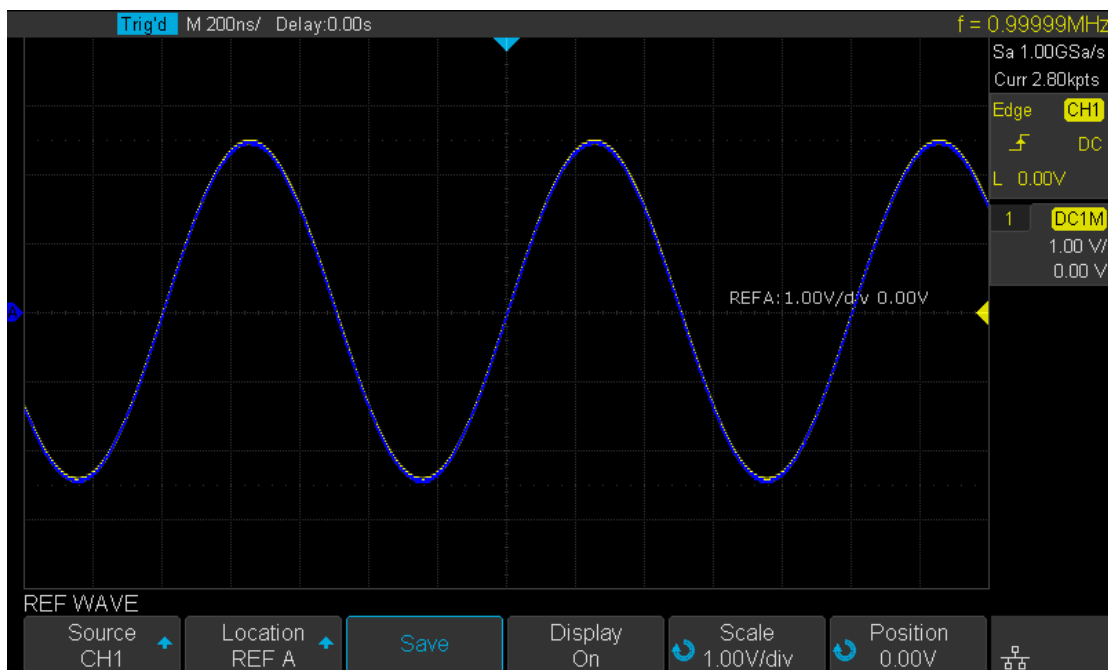 Trig'd M 200ns/ Delay:0.00s f = 0.99999MHz
Sa 1.00GSa/s
Curr 2.80kpts
Edge CH1
DC
L 0.00V
1 DC1M
1.00 V/
0.00 V
REFA:1.00V/div 0.00V
A
REF WAVE
Source
CH1
Location
REF A
Save
Display
On
Scale
1.00V/div
Position
0.00V